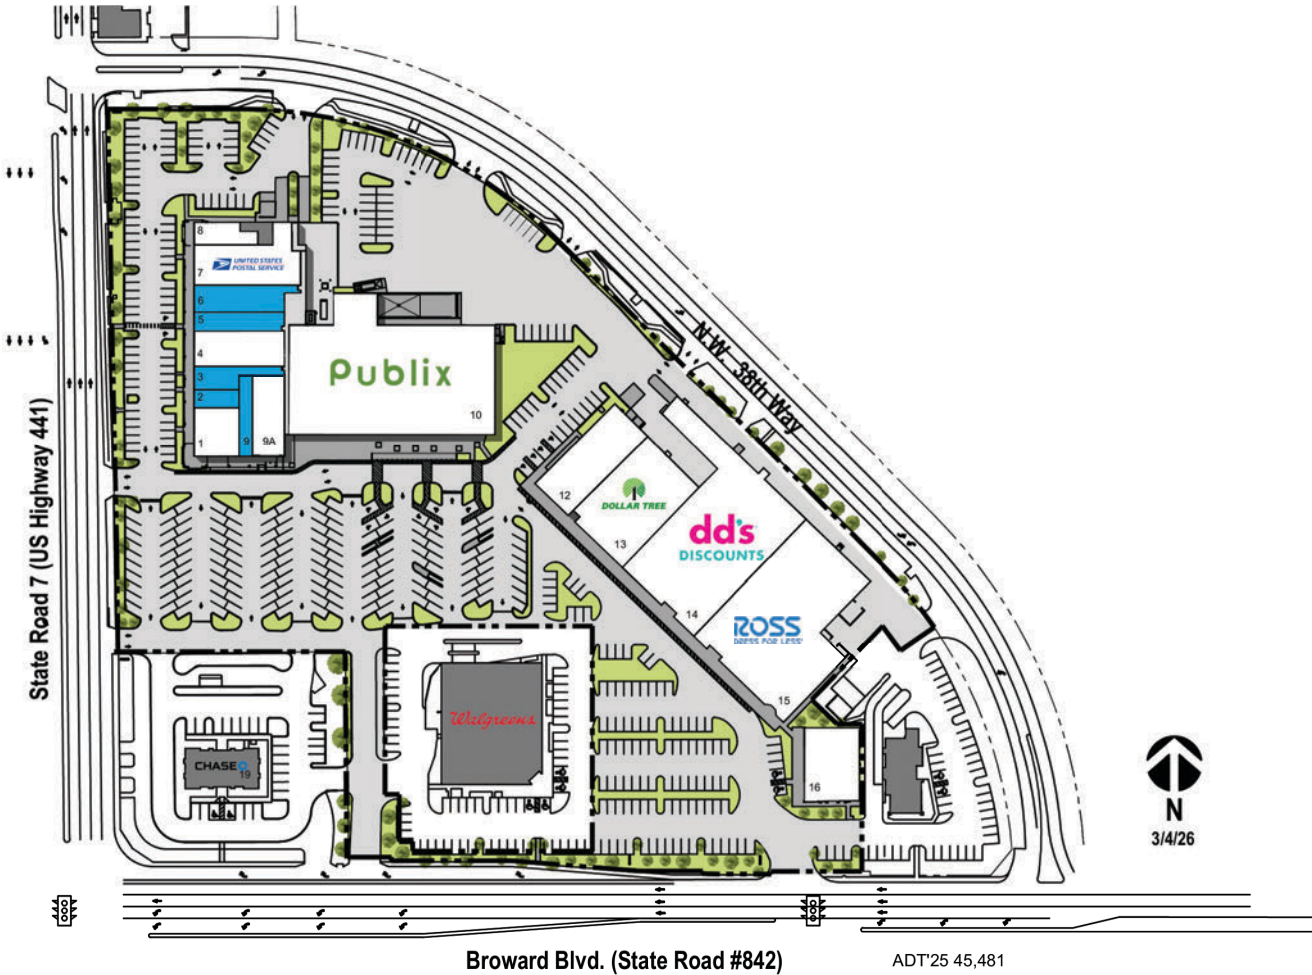 8
7
UNITED STATES
POSTAL SERVICE
6
5
4
3
2
1
9
9A
Publix
10
N.W. 38th Way
12
DOLLAR TREE
13
dd's
DISCOUNTS
14
ROSS
DRESS FOR LESS
15
16
Walgreens
CHASE
19
State Road 7 (US Highway 441)
N
3/4/26
Broward Blvd. (State Road #842)
ADT'25 45,481